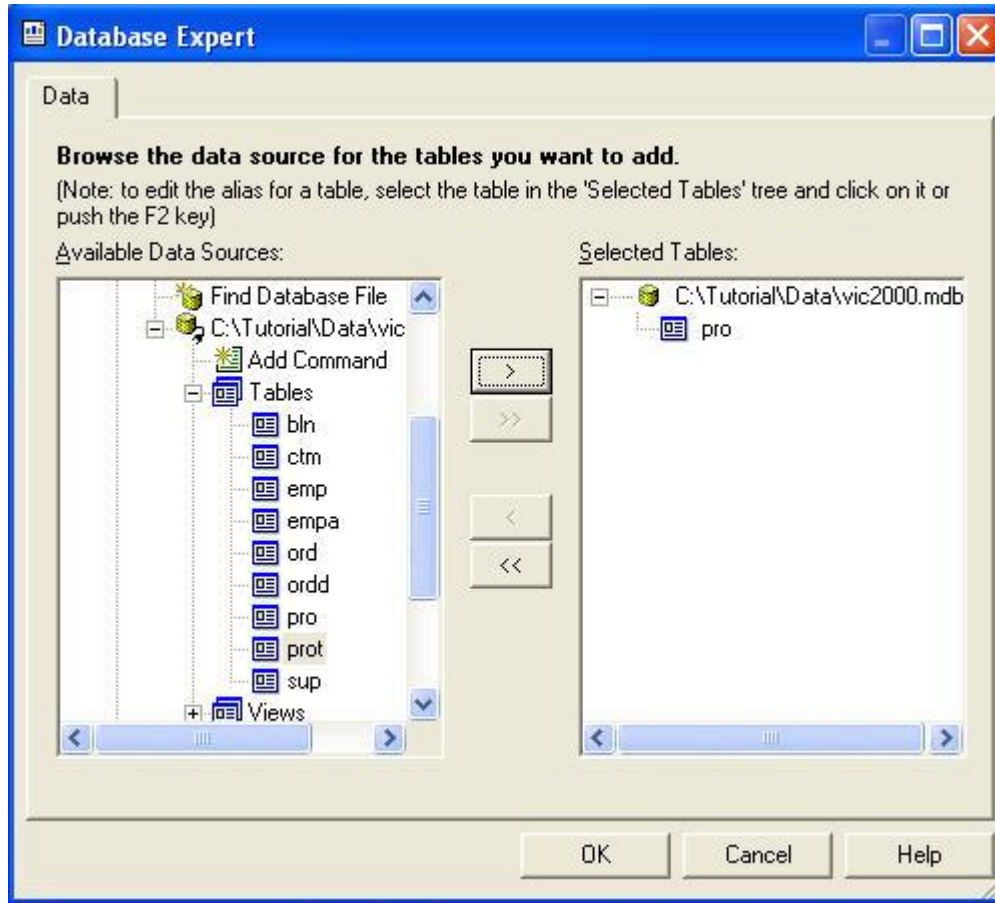 Database Expert
Data
Browse the data source for the tables you want to add.
(Note: to edit the alias for a table, select the table in the 'Selected Tables' tree and click on it or
push the F2 key)
Available Data Sources:
Find Database File
C:\Tutorial\Data\vic
Add Command
Tables
bln
ctm
emp
empa
ord
ordd
pro
prot
sup
Views
>
>>
<
<<
Selected Tables:
C:\Tutorial\Data\vic2000.mdb
pro
OK
Cancel
Help